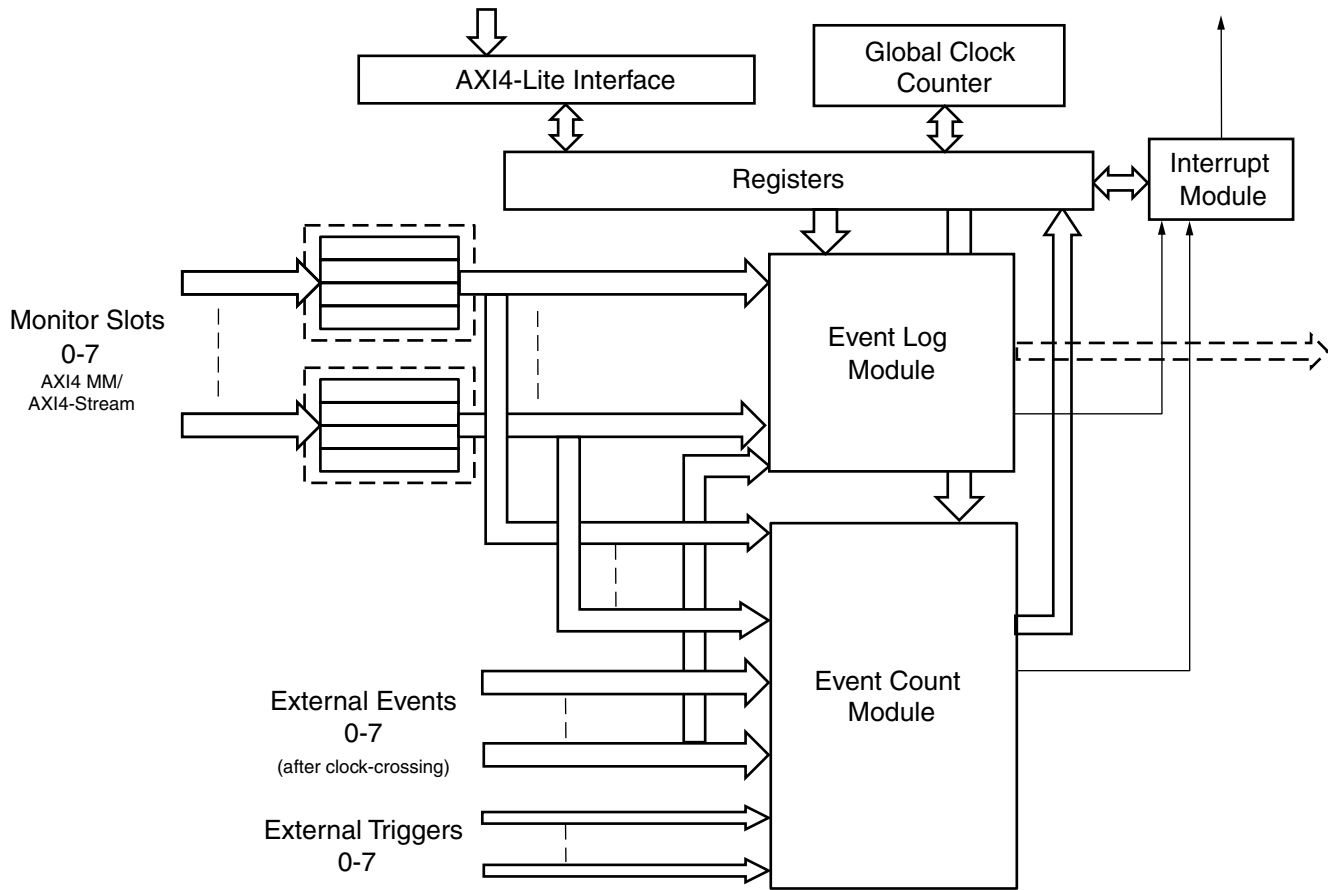 AXI4-Lite Interface
Global Clock
Counter
Registers
Interrupt
Module
Monitor Slots
0-7
AXI4 MM/
AXI4-Stream
Event Log
Module
External Events
0-7
(after clock-crossing)
Event Count
Module
External Triggers
0-7